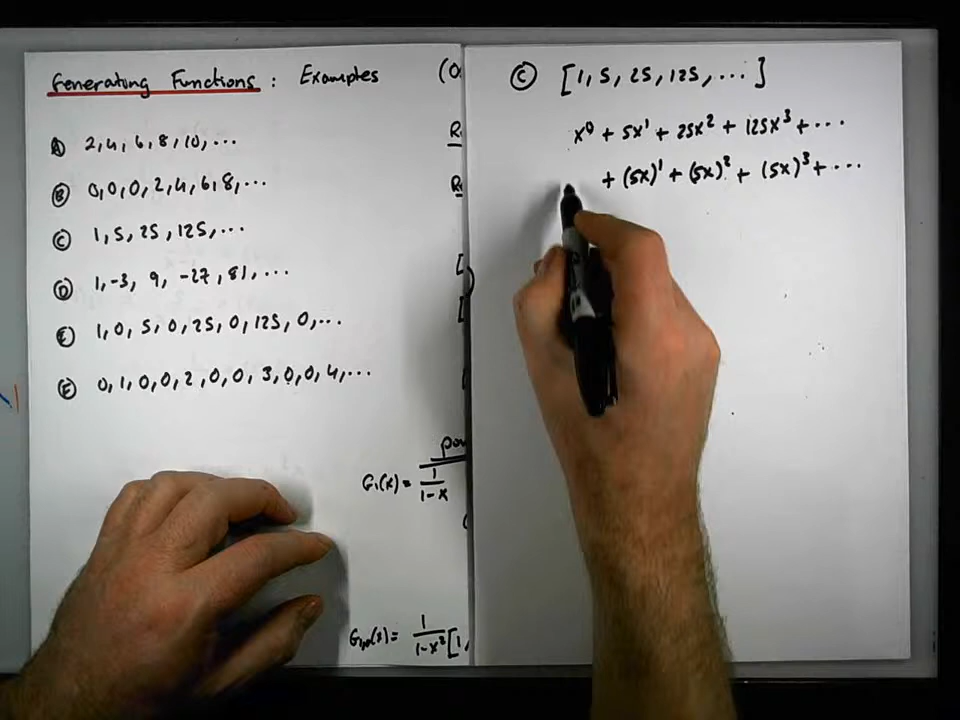 Generating Functions : Examples
Ⓐ 2, 4, 6, 8, 10, ...
Ⓑ 0, 0, 0, 2, 4, 6, 8, ...
Ⓒ 1, 5, 25, 125, ...
Ⓓ 1, -3, 9, -27, 81, ...
Ⓔ 1, 0, 5, 0, 25, 0, 125, 0, ...
Ⓕ 0, 1, 0, 0, 2, 0, 0, 3, 0, 0, 4, ...
G₁(x) = 1/(1-x)
Ⓒ [1, 5, 25, 125, ...]
x⁰ + 5x¹ + 25x² + 125x³ + ...
+ (5x)¹ + (5x)² + (5x)³ + ...